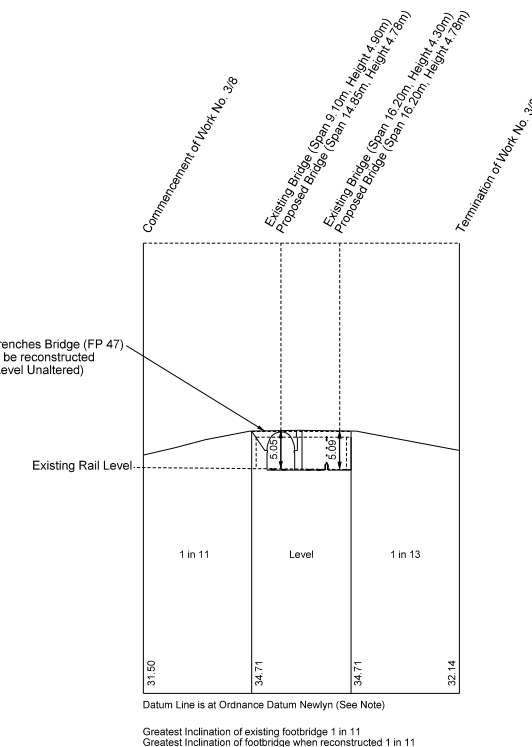 Commencement of Work No. 3/8
Existing Bridge (Span 9.10m, Height 4.90m)
Proposed Bridge (Span 14.85m, Height 4.78m)
Existing Bridge (Span 16.20m, Height 4.30m)
Proposed Bridge (Span 16.20m, Height 4.78m)
Termination of Work No.
renches Bridge (FP 47)
be reconstructed
evel Unaltered)
5.05
5.09
Existing Rail Level
1 in 11
Level
1 in 13
31.50
34.71
34.71
32.14
Datum Line is at Ordnance Datum Newlyn (See Note)
Greatest Inclination of existing footbridge 1 in 11
Greatest Inclination of footbridge when reconstructed 1 in 11